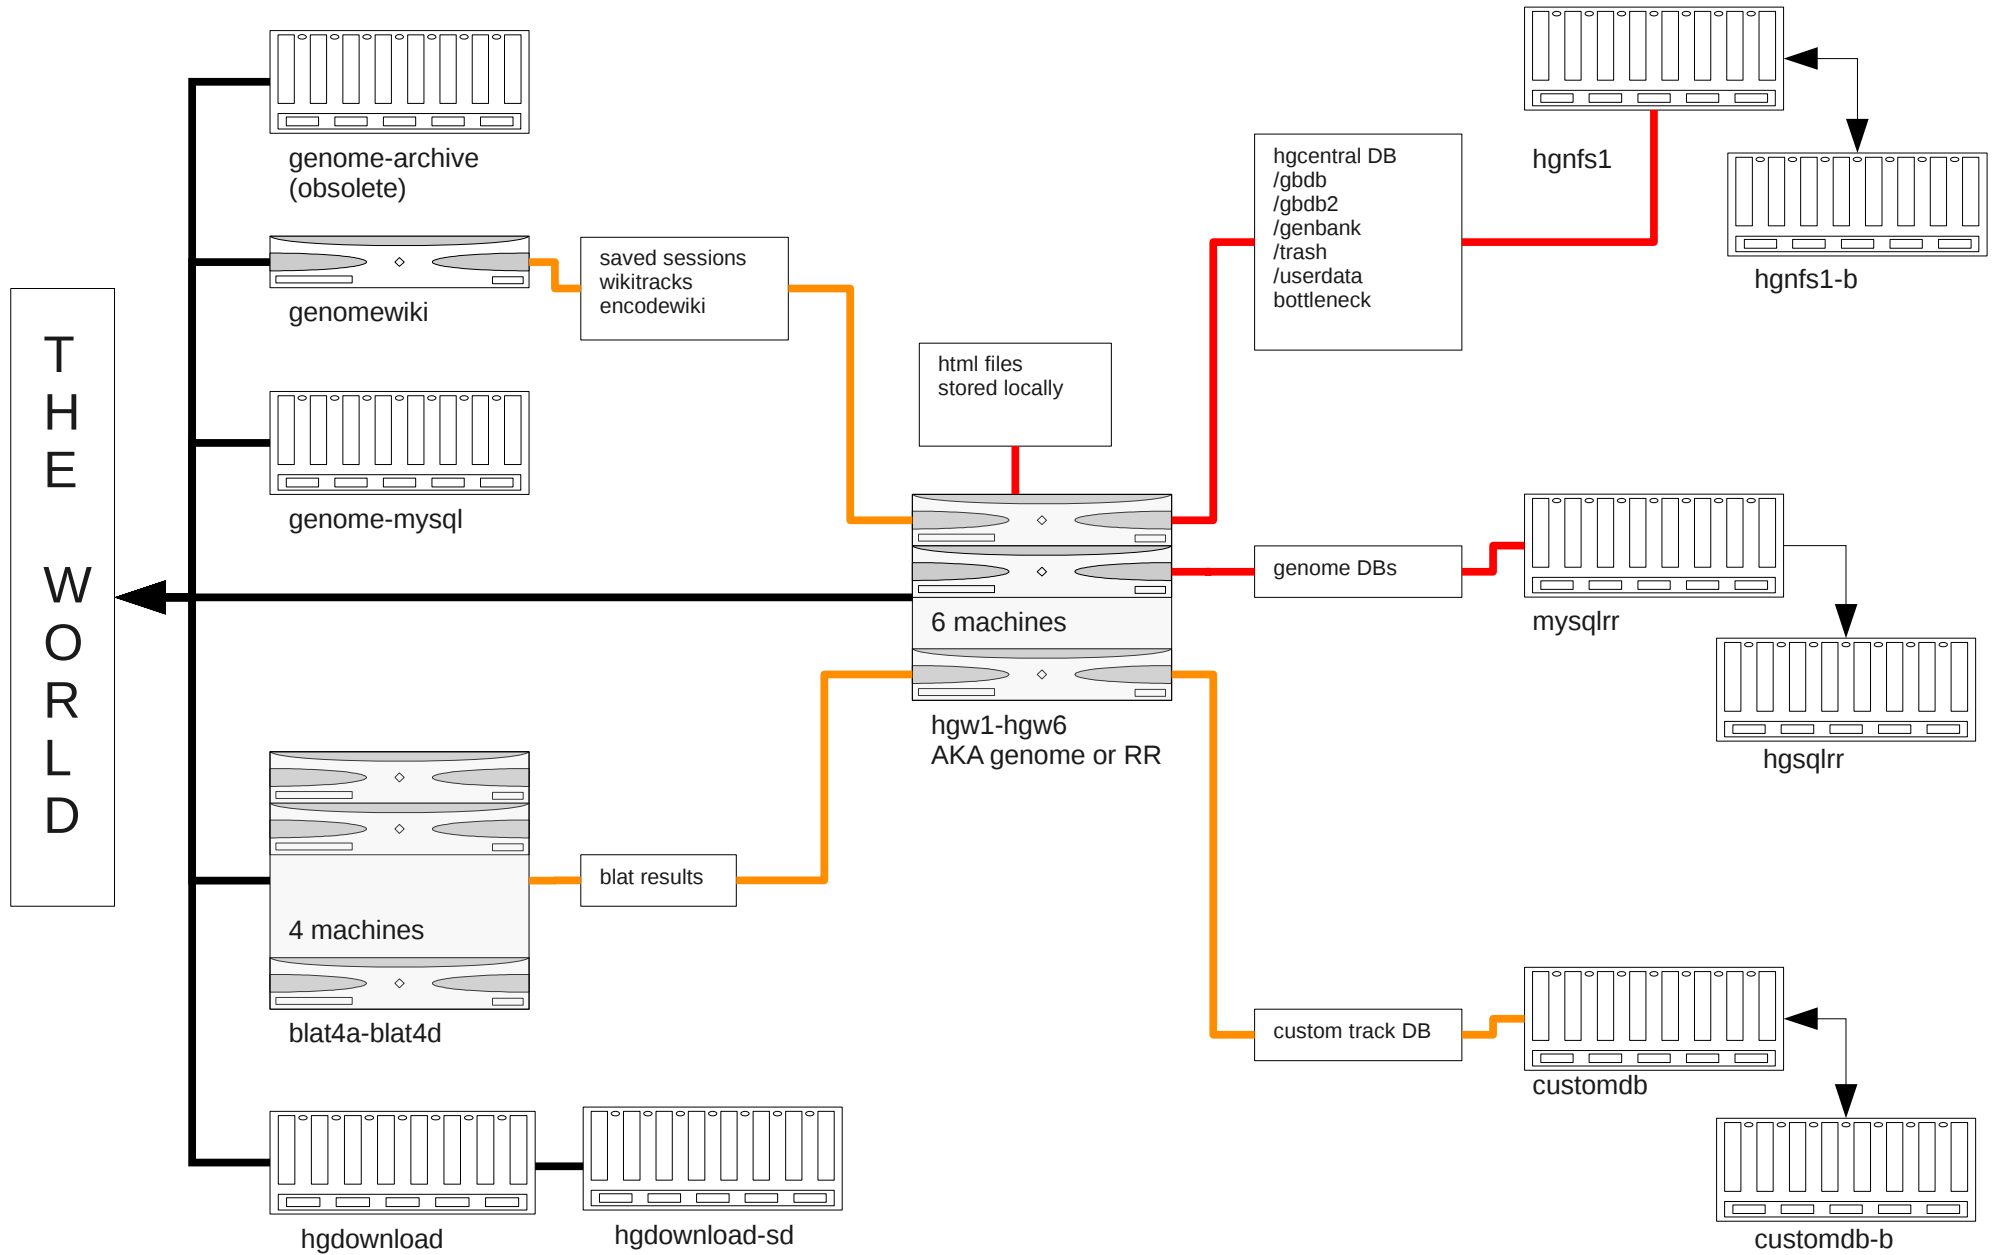 THE WORLD
genome-archive
(obsolete)
genomewiki
saved sessions
wikitracks
encodewiki
genome-mysql
html files
stored locally
hgcentral DB
/gbdb
/gbdb2
/genbank
/trash
/userdata
bottleneck
hgnfs1
hgnfs1-b
genome DBs
mysqlrr
hgsqlrr
6 machines
hgw1-hgw6
AKA genome or RR
4 machines
blat4a-blat4d
blat results
custom track DB
customdb
customdb-b
hgdownload
hgdownload-sd